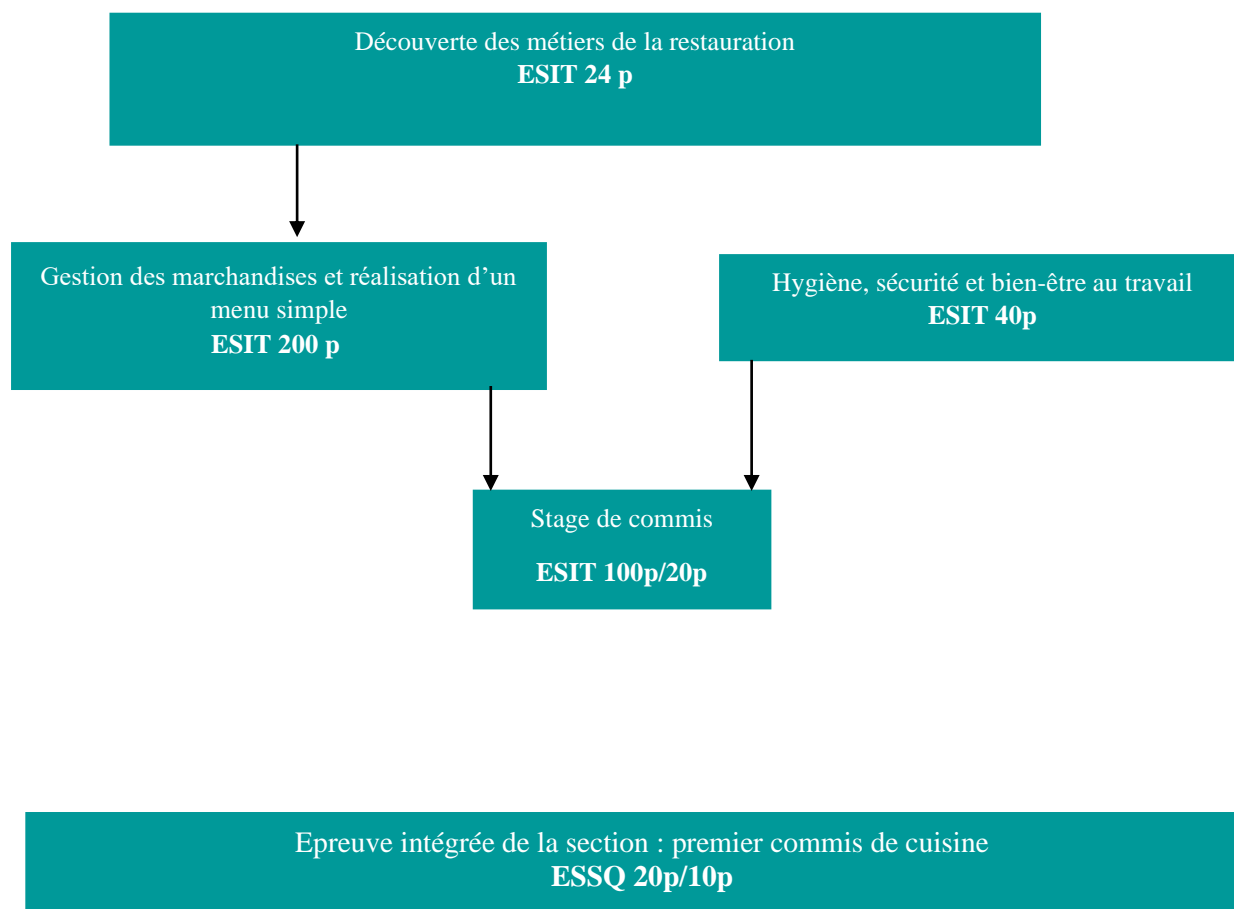 Découverte des métiers de la restauration
ESIT 24 p
Gestion des marchandises et réalisation d’un
menu simple
ESIT 200 p
Hygiène, sécurité et bien-être au travail
ESIT 40p
Stage de commis
ESIT 100p/20p
Epreuve intégrée de la section : premier commis de cuisine
ESSQ 20p/10p